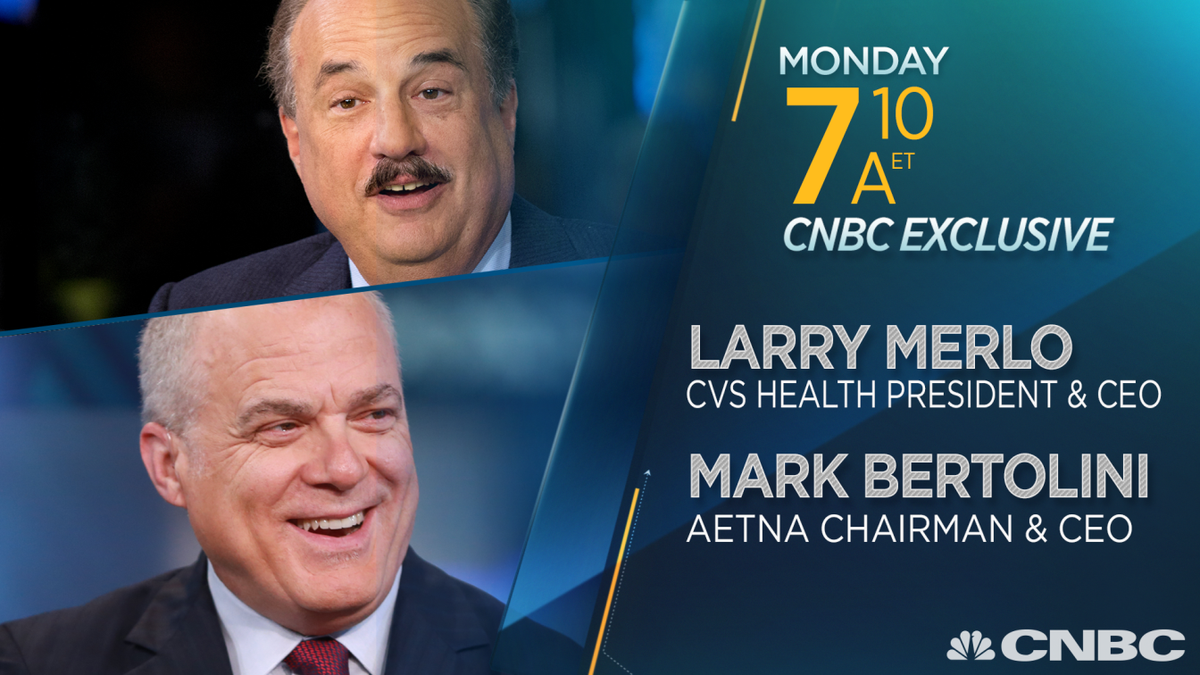 MONDAY
7 10
A ET
CNBC EXCLUSIVE
LARRY MERLO
CVS HEALTH PRESIDENT & CEO
MARK BERTOLINI
AETNA CHAIRMAN & CEO
CNBC